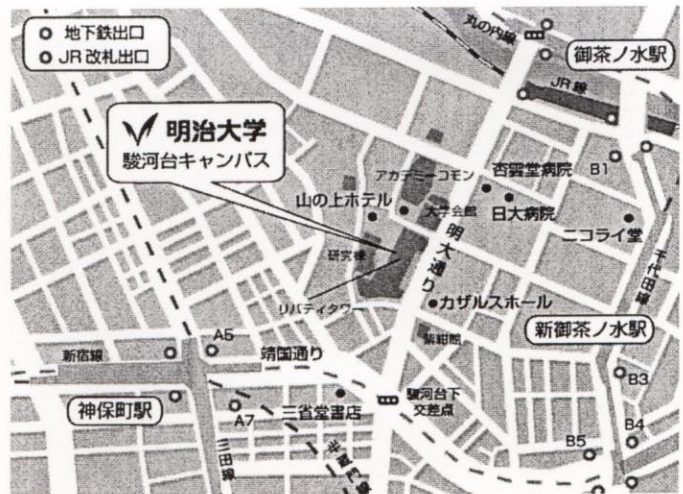 地下鉄出口
JR改札出口
丸の内線
御茶ノ水駅
JR線
明治大学
駿河台キャンパス
アカデミーコモン
杏雲堂病院
B1
山の上ホテル
大学会館
日大病院
ニコライ堂
明大通り
研究棟
千代田線
リバティタワー
カザルスホール
新御茶ノ水駅
紫紺館
A5
新宿線
靖国通り
B3
神保町駅
A7
三省堂書店
駿河台下
交差点
B4
B5
三田線
半蔵門線